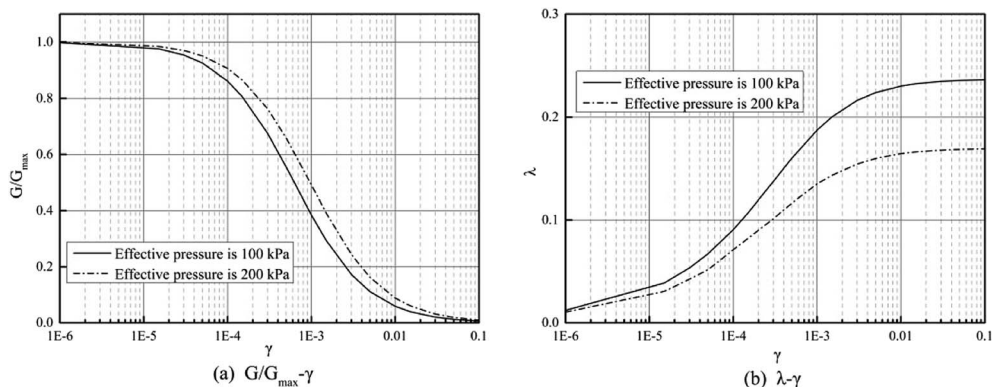 1.0
0.8
0.6
0.4
0.2
0.0
G/Gmax
Effective pressure is 100 kPa
Effective pressure is 200 kPa
1E-6 1E-5 1E-4 1E-3 0.01 0.1
γ
(a) G/Gmax-γ
0.3
0.2
0.1
0.0
λ
Effective pressure is 100 kPa
Effective pressure is 200 kPa
1E-6 1E-5 1E-4 1E-3 0.01 0.1
γ
(b) λ-γ